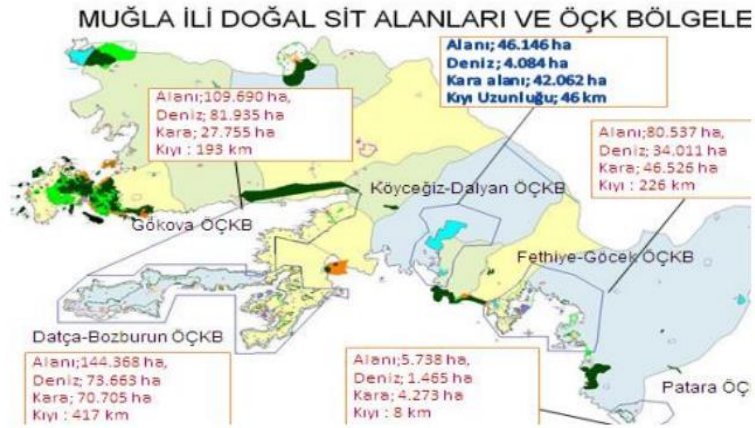 MUĞLA İLİ DOĞAL SİT ALANLARI VE ÖÇK BÖLGELE
Alanı; 46.146 ha
Deniz; 4.084 ha
Kara alanı; 42.062 ha
Kıyı Uzunluğu; 46 km
Alanı;109.690 ha,
Deniz; 81.935 ha
Kara; 27.755 ha
Kıyı : 193 km
Alanı;80.537 ha,
Deniz; 34.011 ha
Kara; 46.526 ha
Kıyı : 226 km
Köyceğiz-Dalyan ÖÇKB
Gökova ÖÇKB
Fethiye-Göcek ÖÇKB
Datça-Bozburun ÖÇKB
Alanı;144.368 ha,
Deniz; 73.663 ha
Kara; 70.705 ha
Kıyı : 417 km
Alanı;5.738 ha,
Deniz; 1.465 ha
Kara; 4.273 ha
Kıyı : 8 km
Patara ÖÇ